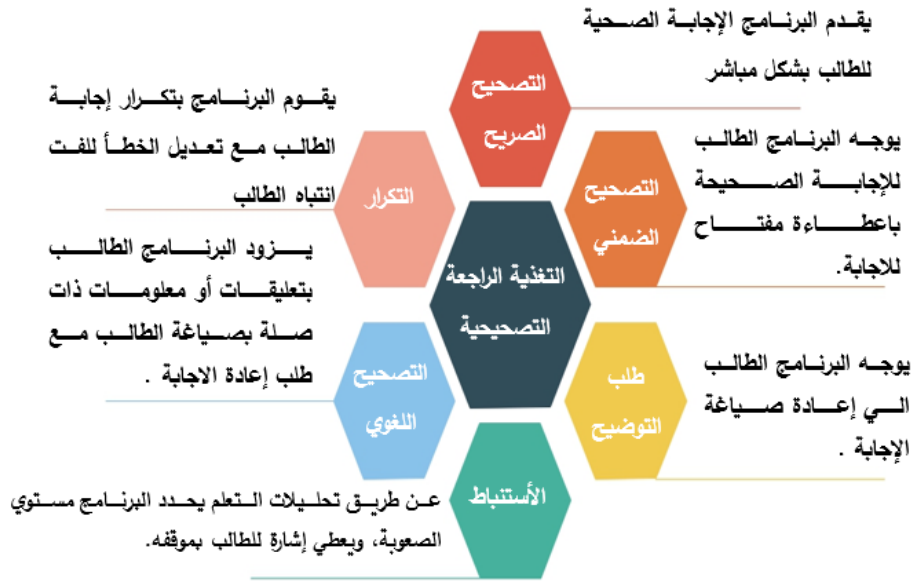 يقدم البرنامج الإجابة الصحية
للطالب بشكل مباشر
التصحيح
الصريح
يوجه البرنامج الطالب
للإجابة الصحيحة
باعطاءة مفتاح
للاجابة.
التصحيح
الضمني
يوجه البرنامج الطالب
الي إعادة صياغة
الإجابة .
طلب
التوضيح
التغذية الراجعة
التصحيحية
يقوم البرنامج بتكرار إجابة
الطالب مع تعديل الخطأ للفت
انتباه الطالب
التكرار
يزود البرنامج الطالب
بتعليقات أو معلومات ذات
صلة بصياغة الطالب مع
طلب إعادة الاجابة .
التصحيح
اللغوي
الأستنباط
عن طريق تحليلات التعلم يحدد البرنامج مستوي
الصعوبة، ويعطي إشارة للطالب بموقفه.